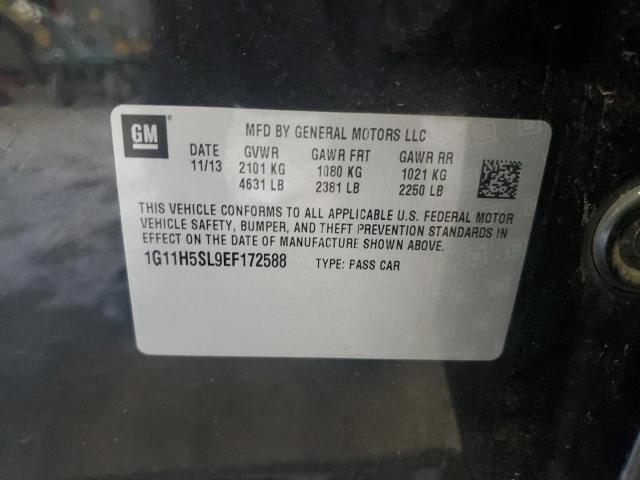 GM
MFD BY GENERAL MOTORS LLC
DATE GVWR GAWR FRT GAWR RR
11/13 2101 KG 1080 KG 1021 KG
4631 LB 2381 LB 2250 LB
THIS VEHICLE CONFORMS TO ALL APPLICABLE U.S. FEDERAL MOTOR
VEHICLE SAFETY, BUMPER, AND THEFT PREVENTION STANDARDS IN
EFFECT ON THE DATE OF MANUFACTURE SHOWN ABOVE.
1G11H5SL9EF172588 TYPE: PASS CAR